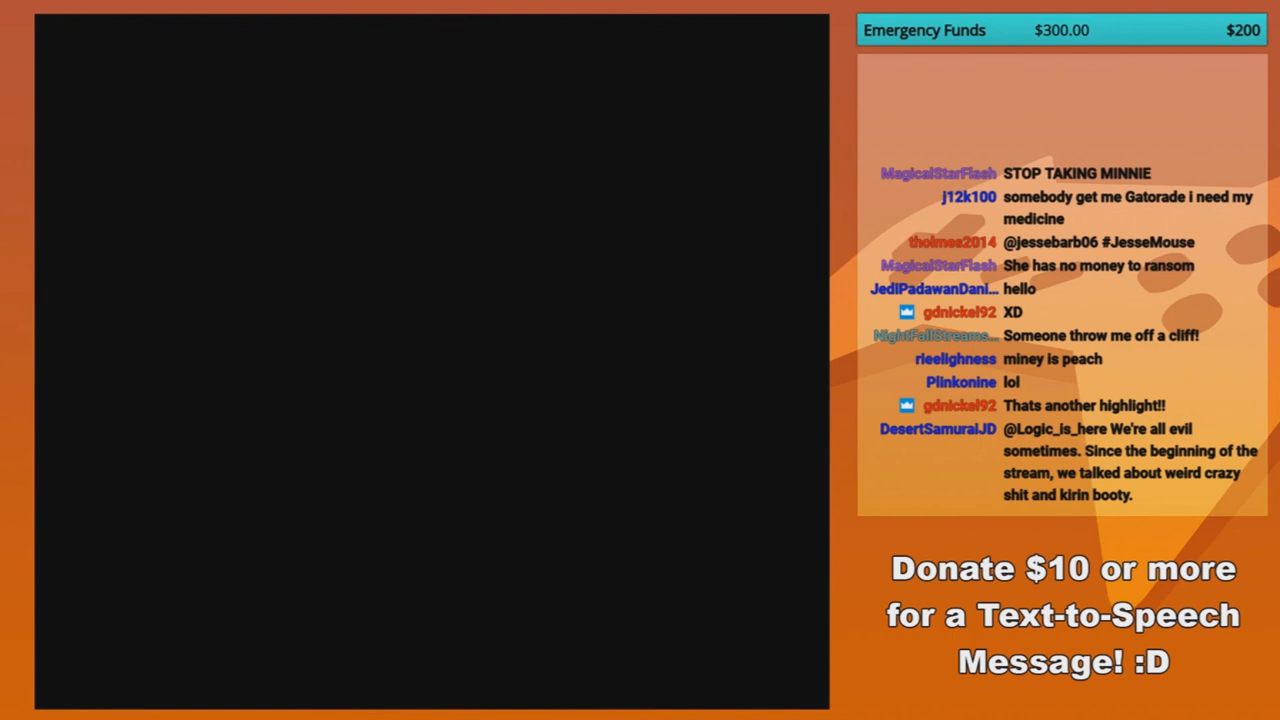 Emergency Funds $300.00 $200
MagicalStarFlash STOP TAKING MINNIE
j12k100 somebody get me Gatorade i need my
medicine
tholmes2014 @jessebarb06 #JesseMouse
MagicalStarFlash She has no money to ransom
JediPadawanDani... hello
gdnickel92 XD
NightFallStreams... Someone throw me off a cliff!
rieelighness miney is peach
Plinkonine lol
gdnickel92 Thats another highlight!!
DesertSamuraiJD @Logic_is_here We're all evil
sometimes. Since the beginning of the
stream, we talked about weird crazy
shit and kirin booty.
Donate $10 or more
for a Text-to-Speech
Message! :D